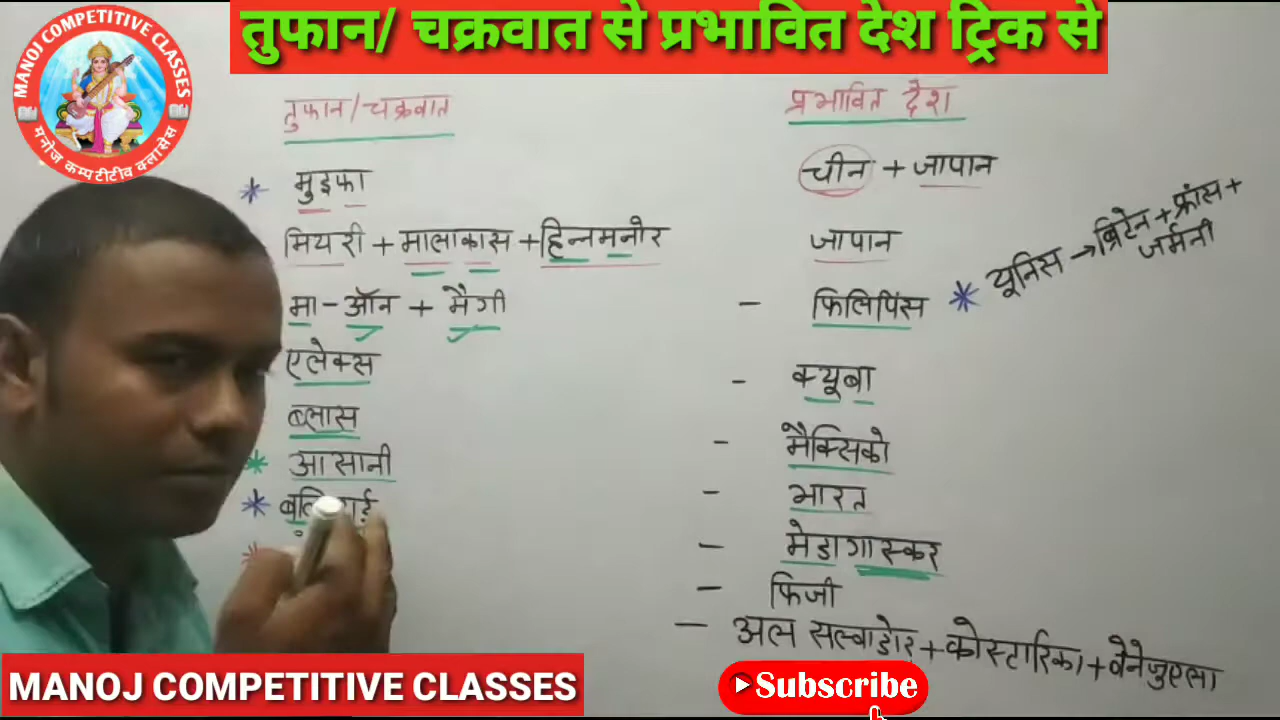 तुफान/ चक्रवात से प्रभावित देश ट्रिक से
MANOJ COMPETITIVE CLASSES
मनोज कम्पटीटीव क्लासेस
तुफान/चक्रवात
प्रभावित देश
* मुइफा
चीन + जापान
मियारी + मालाकास + हिन्नमनोर
जापान
* यूनिस → ब्रिटेन + फ्रांस +
जर्मनी
मा-ऑन + मैगी
- फिलिपिंस
एलेक्स
- क्यूबा
ब्लास
- मैक्सिको
* आसानी
- भारत
*
- मेडागास्कर
- फिजी
- अल सल्वाडोर + कोस्टारिका + वेनेजुएला
MANOJ COMPETITIVE CLASSES
Subscribe